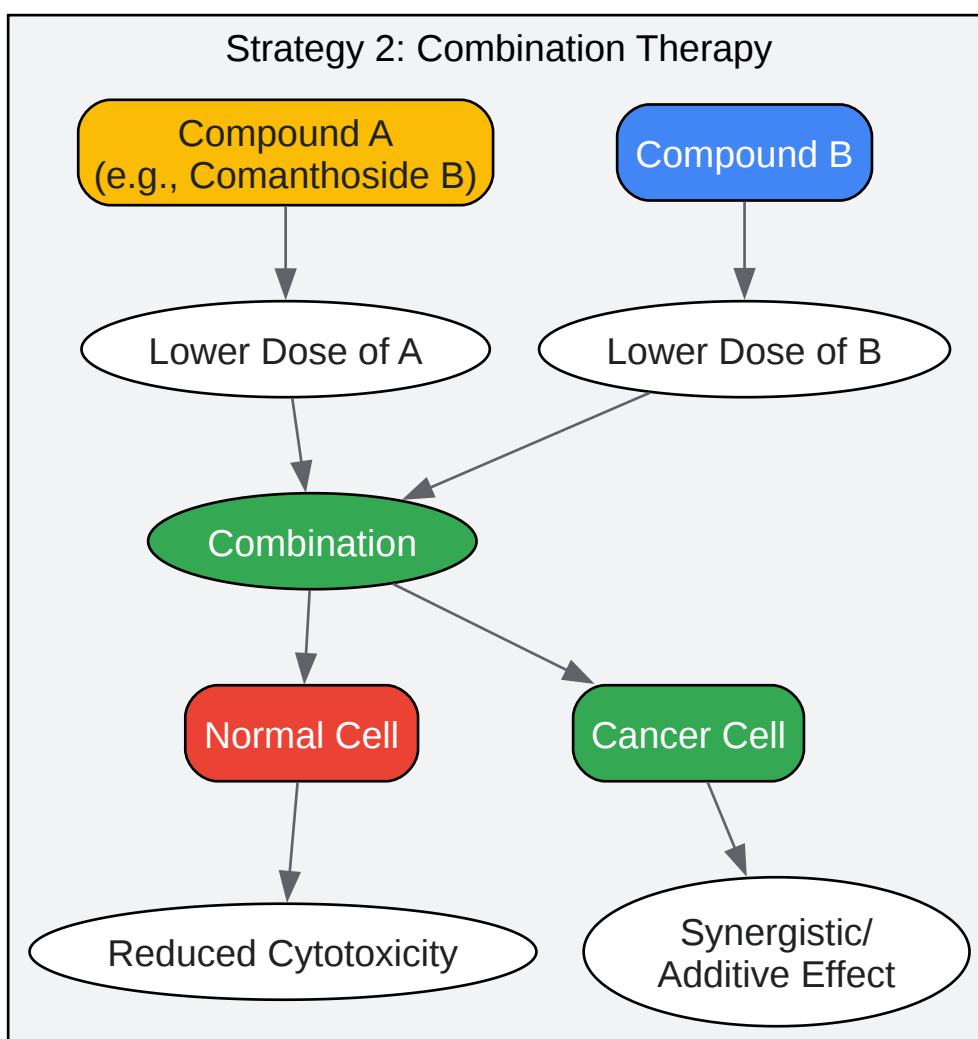 Strategy 2: Combination Therapy
Compound A
(e.g., Comanthoside B)
Compound B
Lower Dose of A
Lower Dose of B
Combination
Normal Cell
Cancer Cell
Reduced Cytotoxicity
Synergistic/
Additive Effect